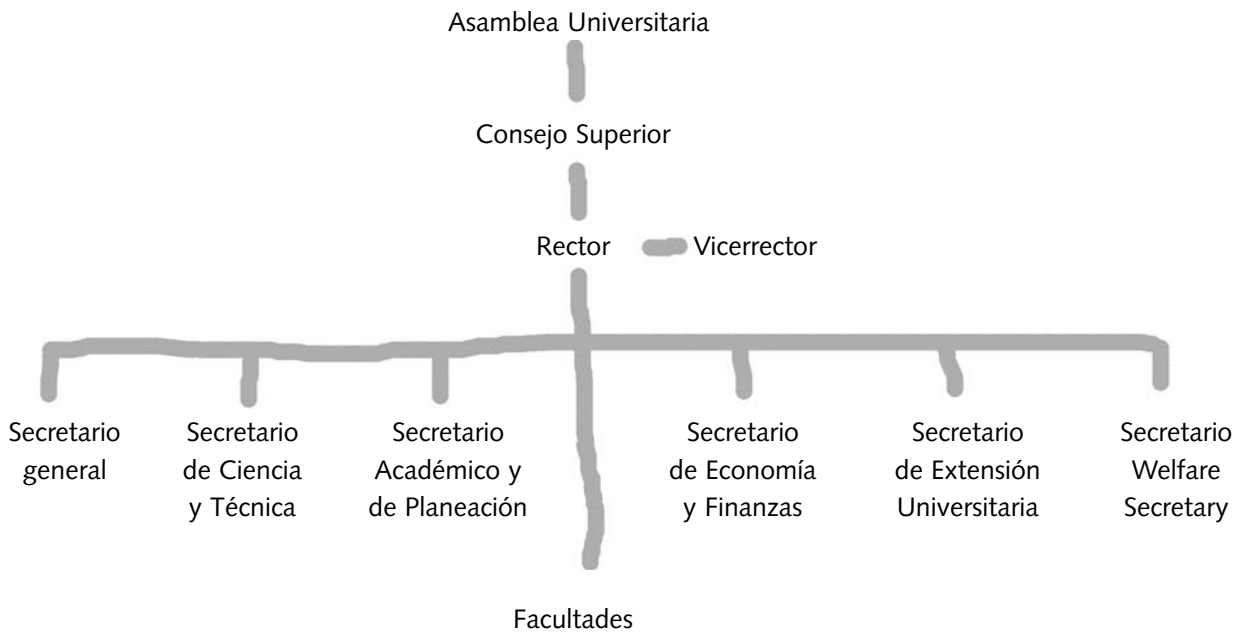 Asamblea Universitaria
Consejo Superior
Rector
Vicerrector
Secretario
general
Secretario
de Ciencia
y Técnica
Secretario
Académico y
de Planeación
Secretario
de Economía
y Finanzas
Secretario
de Extensión
Universitaria
Secretario
Welfare
Secretary
Facultades